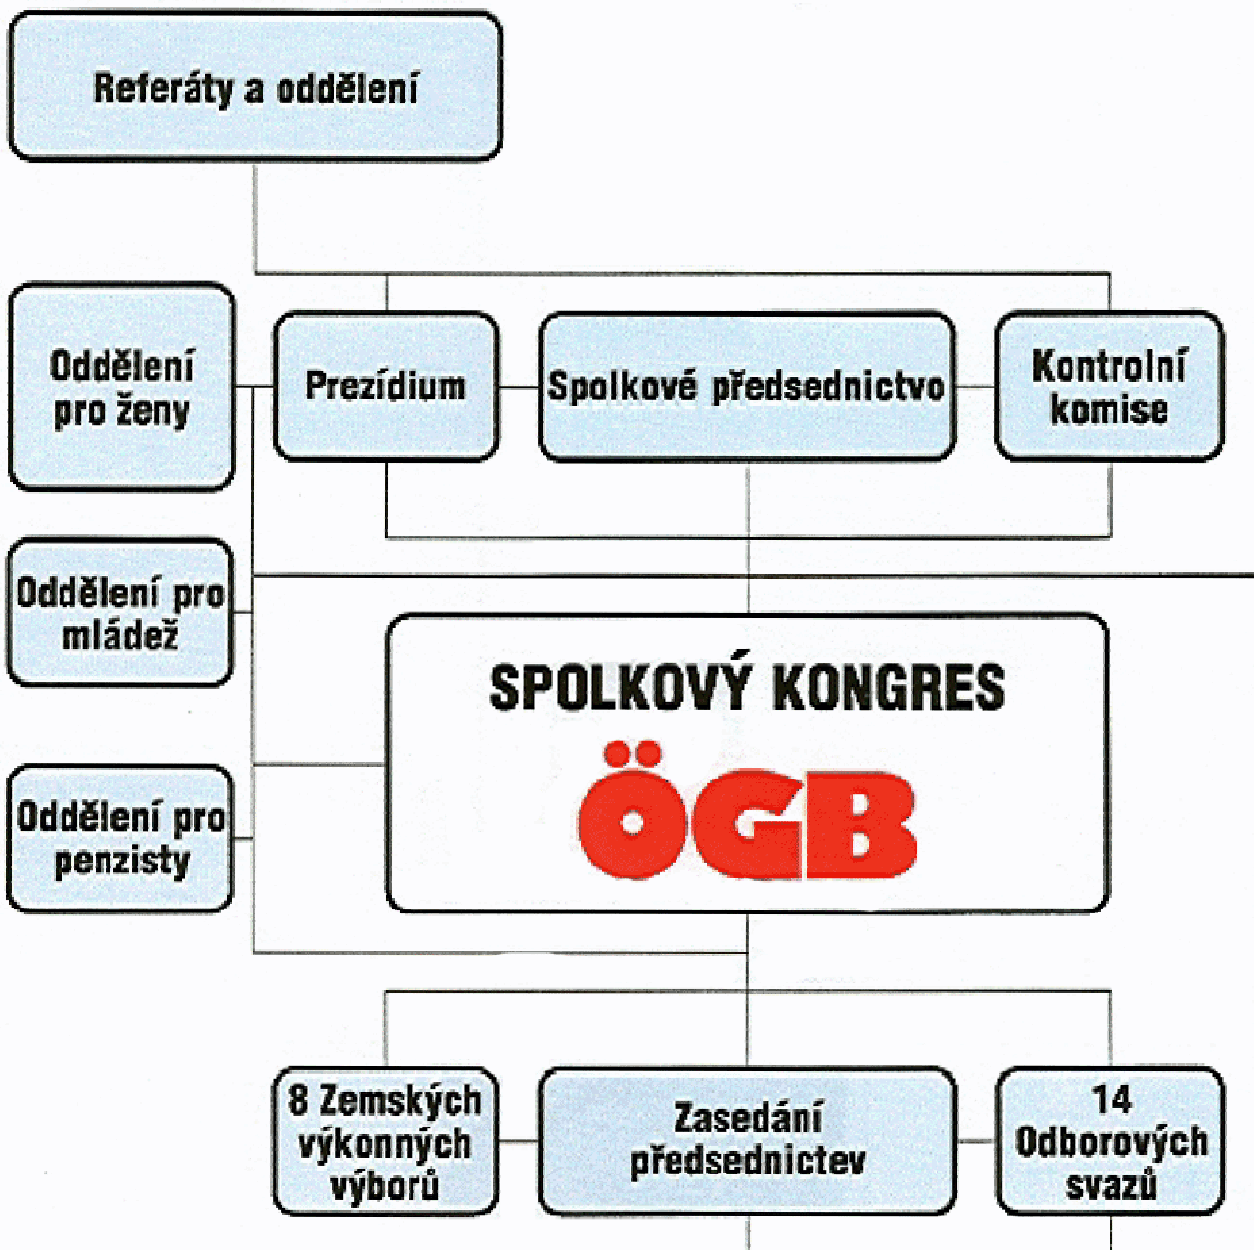 Referáty a oddělení
Oddělení
pro ženy
Prezídium
Spolkové předsednictvo
Kontrolní
komise
Oddělení pro
mládež
SPOLKOVÝ KONGRES
ÖGB
Oddělení pro
penzisty
8 Zemských
výkonných
výborů
Zasedání
předsednictev
14
Odborových
svazů